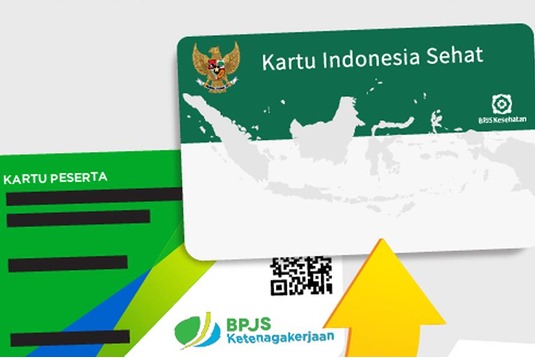 Kartu Indonesia Sehat
BPJS Kesehatan
KARTU PESERTA
BPJS
Ketenagakerjaan